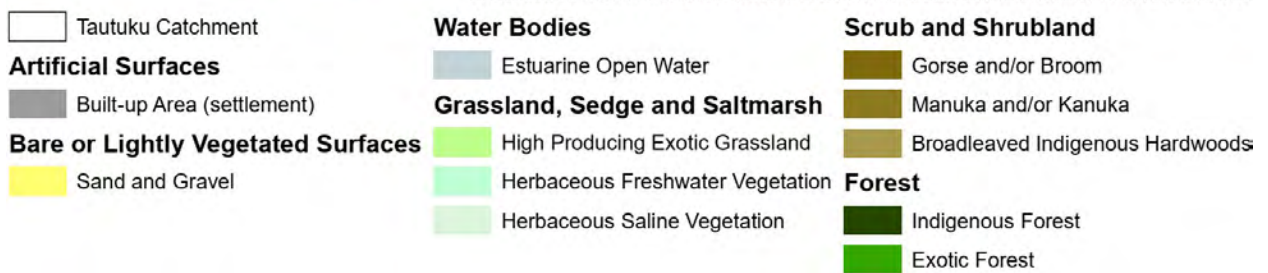 Tautuku Catchment
Artificial Surfaces
Built-up Area (settlement)
Bare or Lightly Vegetated Surfaces
Sand and Gravel
Water Bodies
Estuarine Open Water
Grassland, Sedge and Saltmarsh
High Producing Exotic Grassland
Herbaceous Freshwater Vegetation
Herbaceous Saline Vegetation
Scrub and Shrubland
Gorse and/or Broom
Manuka and/or Kanuka
Broadleaved Indigenous Hardwoods
Forest
Indigenous Forest
Exotic Forest